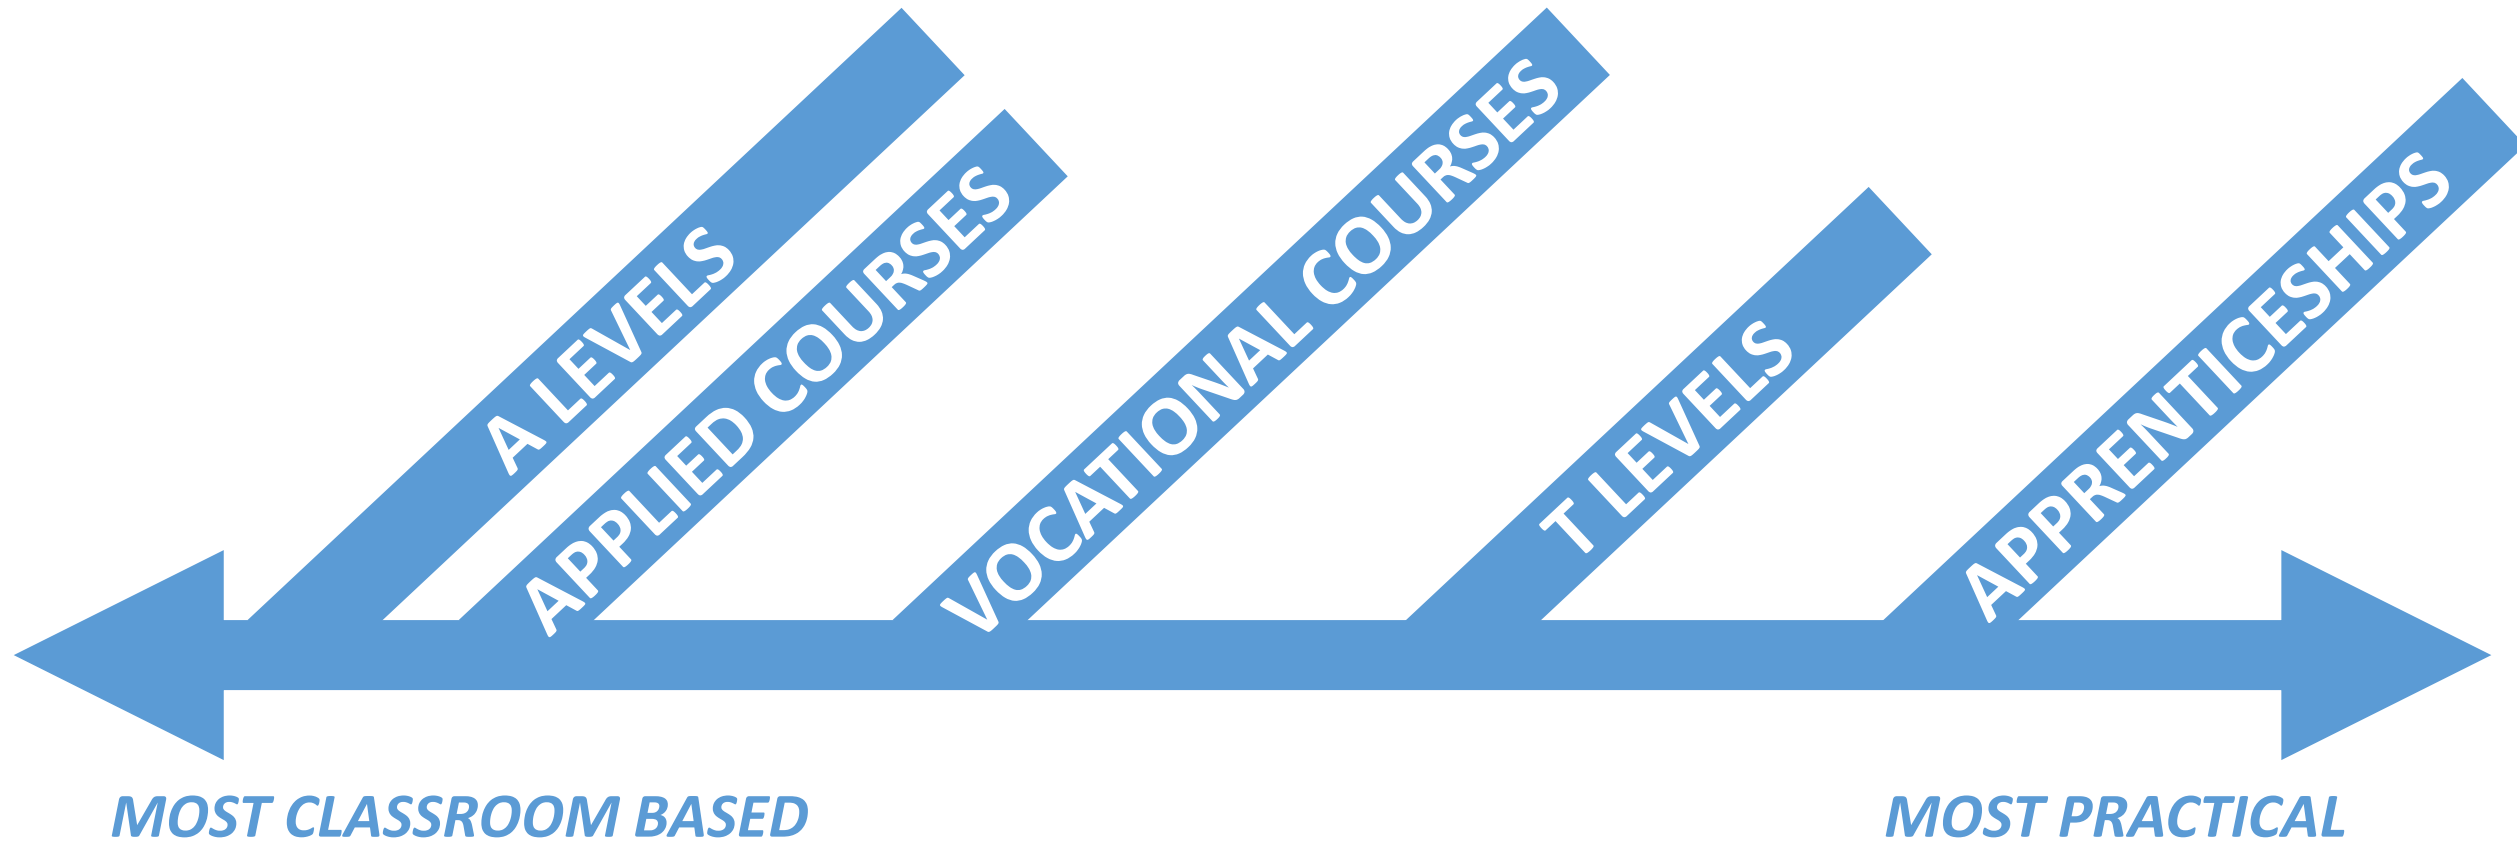 A LEVELS
APPLIED COURSES
VOCATIONAL COURSES
T LEVELS
APPRENTICESHIPS
MOST CLASSROOM BASED
MOST PRACTICAL